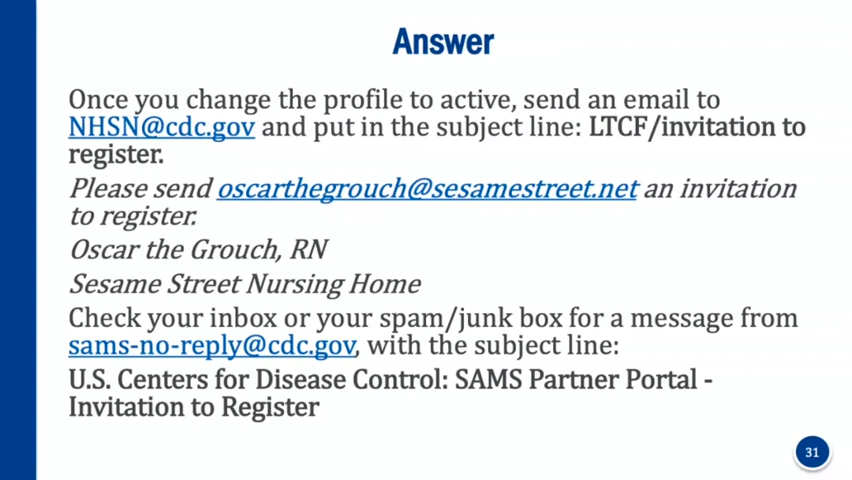 Answer
Once you change the profile to active, send an email to
NHSN@cdc.gov and put in the subject line: LTCF/invitation to
register.
Please send oscarthegrouch@sesamestreet.net an invitation
to register.
Oscar the Grouch, RN
Sesame Street Nursing Home
Check your inbox or your spam/junk box for a message from
sams-no-reply@cdc.gov, with the subject line:
U.S. Centers for Disease Control: SAMS Partner Portal -
Invitation to Register
31